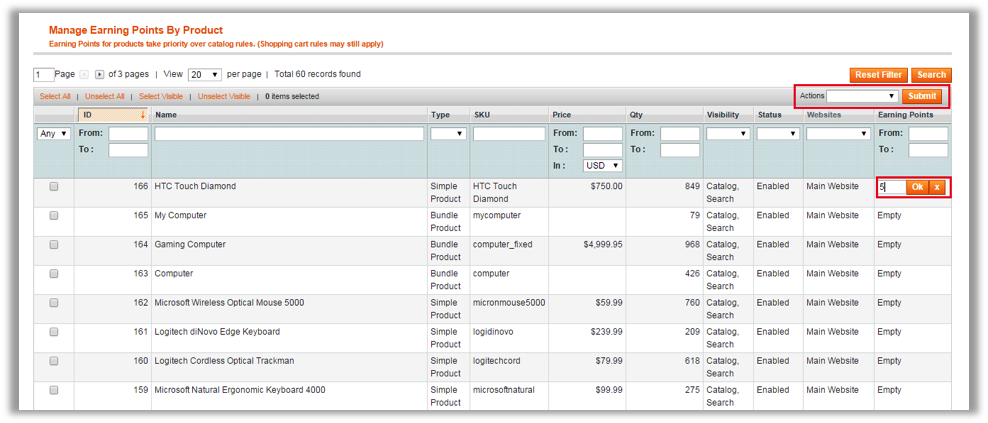 Manage Earning Points By Product
Earning Points for products take priority over catalog rules. (Shopping cart rules may still apply)
1 Page of 3 pages | View 20 per page | Total 60 records found Reset Filter Search
Select All | Unselect All | Select Visible | Unselect Visible | 0 items selected Actions Submit
ID Name Type SKU Price Qty Visibility Status Websites Earning Points
Any From: From: From: From:
To : To : To : To :
In : USD
166 HTC Touch Diamond Simple HTC Touch $750.00 849 Catalog, Enabled Main Website 5 Ok x
Product Diamond Search
165 My Computer Bundle mycomputer 79 Catalog, Enabled Main Website Empty
Product Search
164 Gaming Computer Bundle computer_fixed $4,999.95 968 Catalog, Enabled Main Website Empty
Product Search
163 Computer Bundle computer 426 Catalog, Enabled Main Website Empty
Product Search
162 Microsoft Wireless Optical Mouse 5000 Simple micronmouse5000 $59.99 760 Catalog, Enabled Main Website Empty
Product Search
161 Logitech diNovo Edge Keyboard Simple logidinovo $239.99 209 Catalog, Enabled Main Website Empty
Product Search
160 Logitech Cordless Optical Trackman Simple logitechcord $79.99 618 Catalog, Enabled Main Website Empty
Product Search
159 Microsoft Natural Ergonomic Keyboard 4000 Simple microsoftnatural $99.99 275 Catalog, Enabled Main Website Empty
Product Search